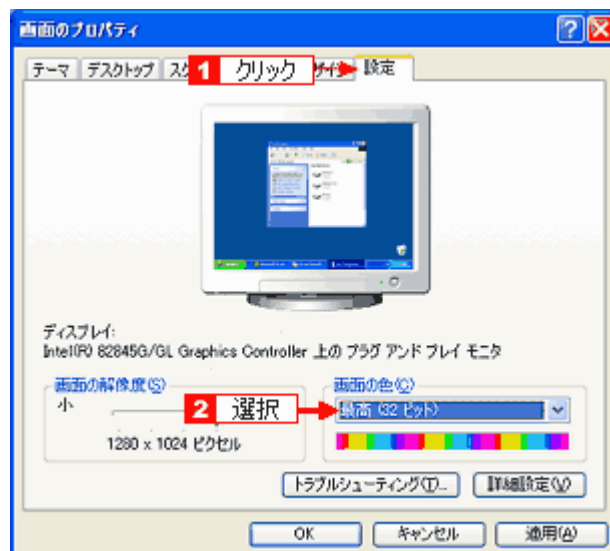 画面のプロパティ
テーマ デスクトップ 1 クリック 設定
ディスプレイ:
Intel(R) 82845G/GL Graphics Controller 上の プラグ アンド プレイ モニタ
画面の解像度(S)
小
1280 x 1024 ピクセル
画面の色(C)
2 選択
最高 (32 ビット)
トラブルシューティング(T)... 詳細設定(V)
OK キャンセル 適用(A)